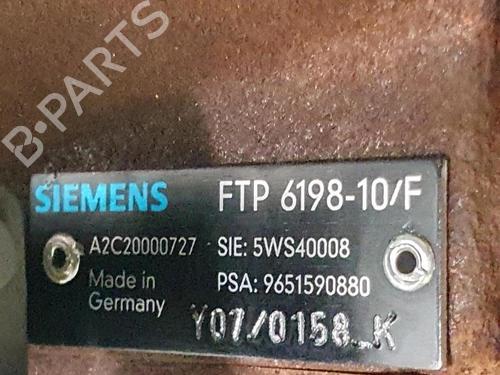 B-PARTS
SIEMENS FTP 6198-10/F
A2C20000727 SIE: 5WS40008
Made in Germany PSA: 9651590880
Y07/0158_K